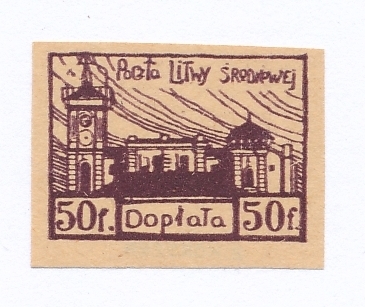 Poczta LITWY ŚRODKOWEJ
50f. Dopłata 50f.